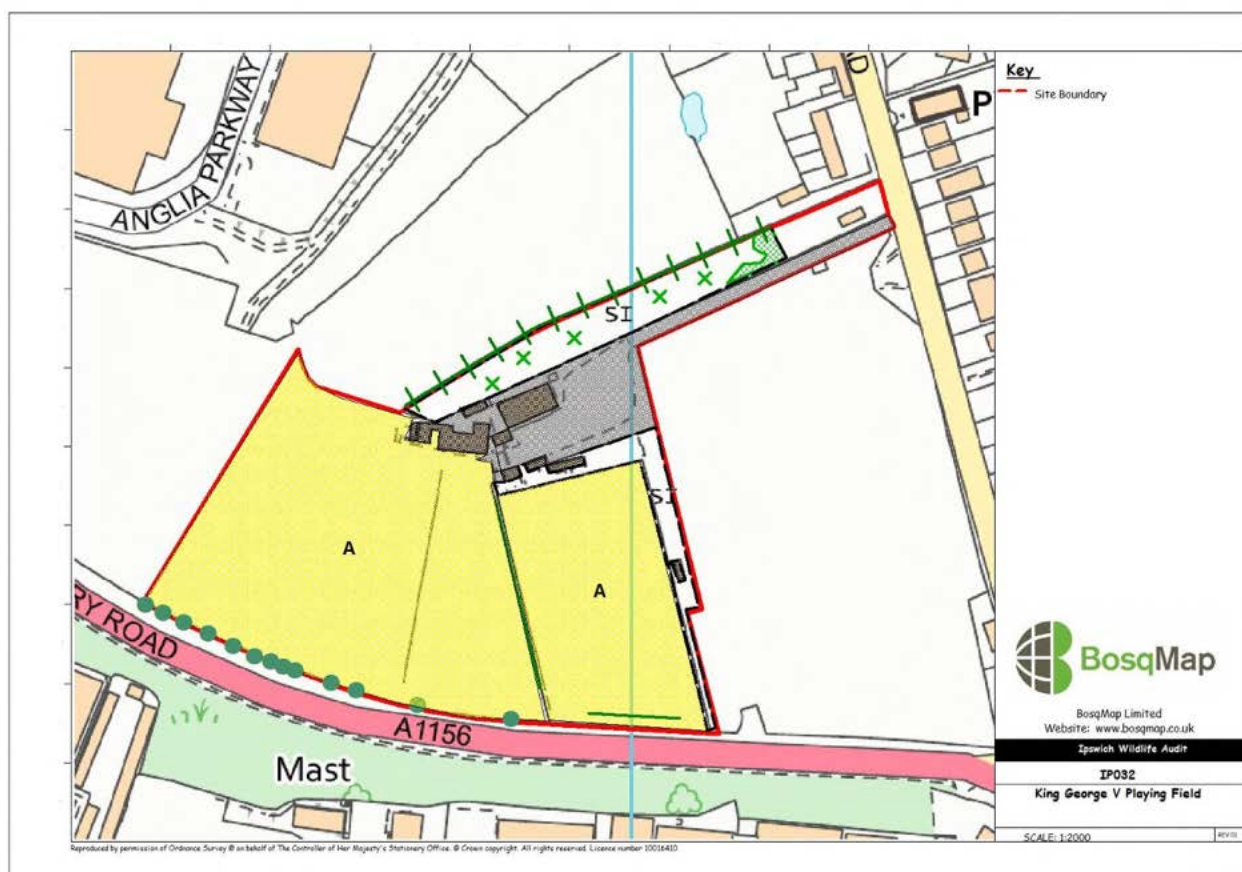 ANGLIA PARKWAY
P
SI
SI
A
A
RY ROAD
A1156
Mast
Key
Site Boundary
BosqMap
BosqMap Limited
Website: www.bosqmap.co.uk
Ipswich Wildlife Audit
IP032
King George V Playing Field
SCALE: 1:2000
Reproduced by permission of Ordnance Survey © on behalf of The Controller of Her Majesty's Stationery Office. © Crown copyright. All rights reserved. Licence number 10016410